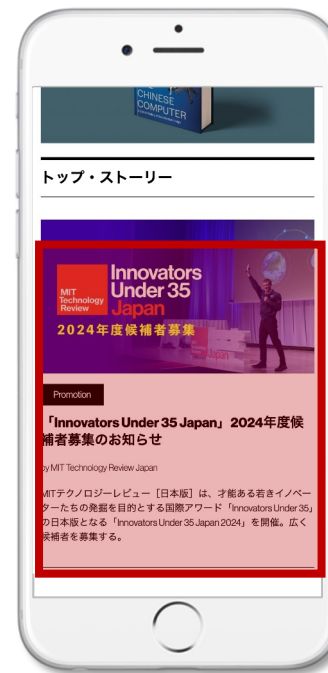 CHINESE
COMPUTER
トップ・ストーリー
Innovators
Under 35
Japan
MIT
Technology
Review
2024年度候補者募集
Japan
Promotion
「Innovators Under 35 Japan」2024年度候
補者募集のお知らせ
by MIT Technology Review Japan
MITテクノロジーレビュー［日本版］は、才能ある若きイノベー
ターたちの発掘を目的とする国際アワード「Innovators Under 35」
の日本版となる「Innovators Under 35 Japan 2024」を開催。広く
候補者を募集する。